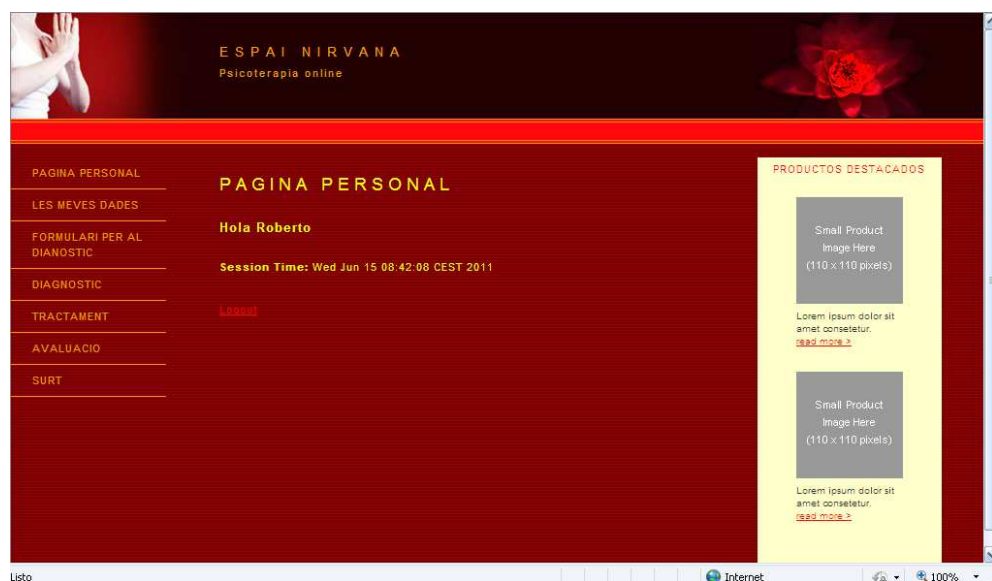 ESPAI NIRVANA
Psicoterapia online
PAGINA PERSONAL
LES MEVES DADES
FORMULARI PER AL
DIANOSTIC
DIAGNOSTIC
TRACTAMENT
AVALUACIO
SURT
PAGINA PERSONAL
Hola Roberto
Session Time: Wed Jun 15 08:42:08 CEST 2011
Logout
PRODUCTOS DESTACADOS
Small Product
Image Here
(110 x 110 pixels)
Lorem ipsum dolor sit
amet consetetur.
read more >
Small Product
Image Here
(110 x 110 pixels)
Lorem ipsum dolor sit
amet consetetur.
read more >
Listo
Internet
100%